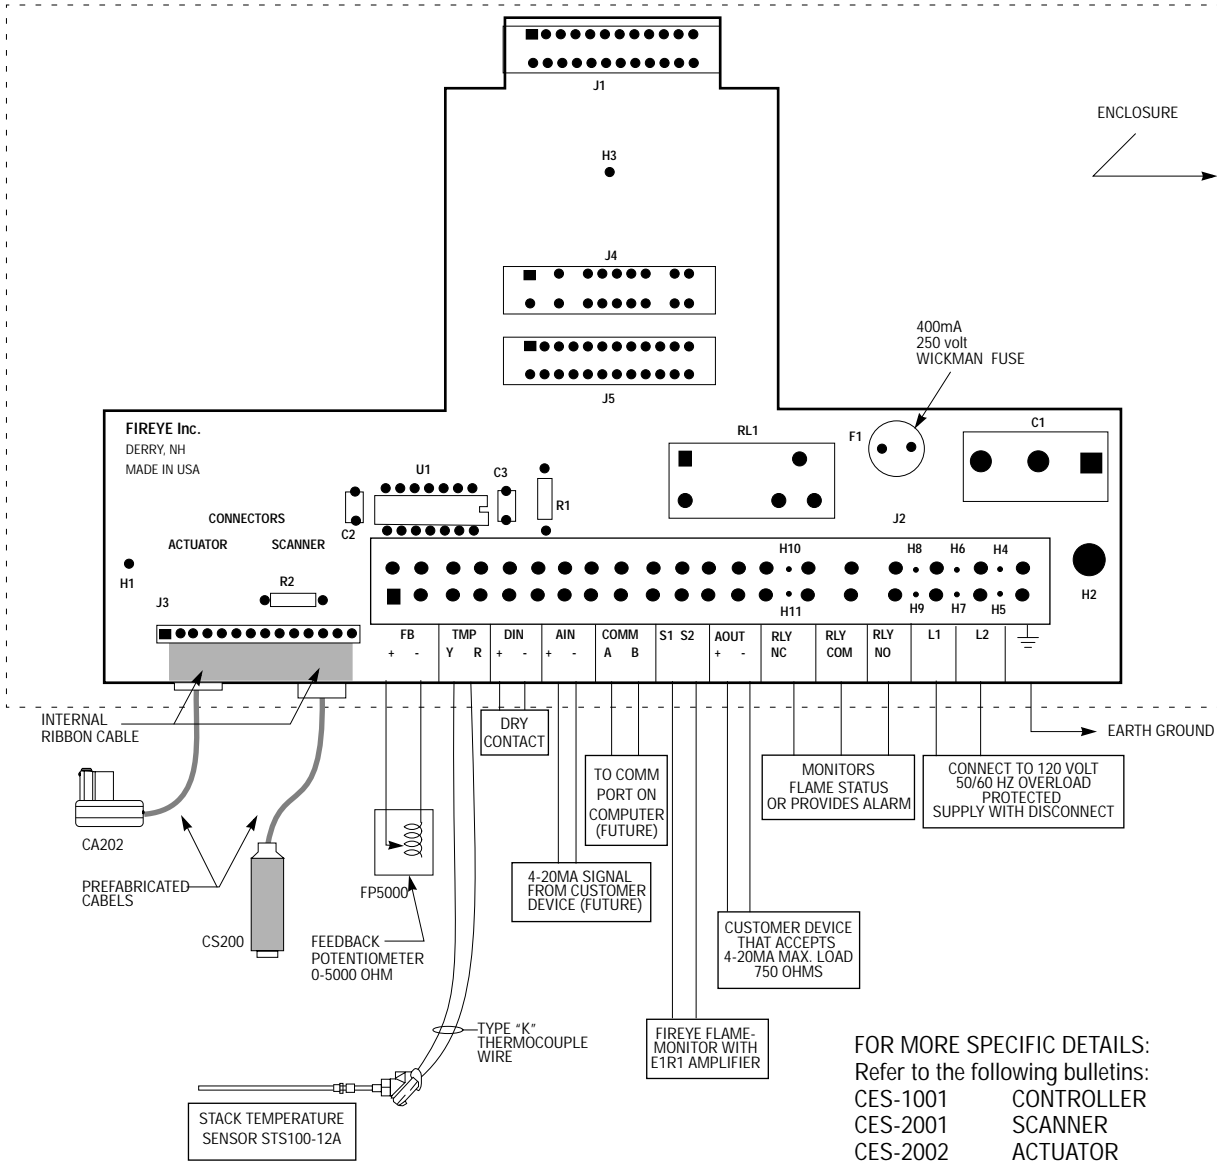 J1
ENCLOSURE
H3
J4
400mA
250 volt
WICKMAN FUSE
J5
FIREYE Inc.
DERRY, NH
MADE IN USA
RL1
F1
C1
U1
C3
R1
C2
J2
CONNECTORS
ACTUATOR SCANNER
H1
R2
J3
H10 H8 H6 H4
H11 H9 H7 H5
H2
FB TMP DIN AIN COMM S1 S2 AOUT RLY RLY RLY L1 L2
+ - Y R + - + - A B + - NC COM NO
INTERNAL
RIBBON CABLE
DRY
CONTACT
EARTH GROUND
TO COMM
PORT ON
COMPUTER
(FUTURE)
MONITORS
FLAME STATUS
OR PROVIDES ALARM
CONNECT TO 120 VOLT
50/60 HZ OVERLOAD
PROTECTED
SUPPLY WITH DISCONNECT
CA202
PREFABRICATED
CABELS
CS200
FP5000
FEEDBACK
POTENTIOMETER
0-5000 OHM
4-20MA SIGNAL
FROM CUSTOMER
DEVICE (FUTURE)
CUSTOMER DEVICE
THAT ACCEPTS
4-20MA MAX. LOAD
750 OHMS
TYPE “K”
THERMOCOUPLE
WIRE
FIREYE FLAME-
MONITOR WITH
E1R1 AMPLIFIER
STACK TEMPERATURE
SENSOR STS100-12A
FOR MORE SPECIFIC DETAILS:
Refer to the following bulletins:
CES-1001 CONTROLLER
CES-2001 SCANNER
CES-2002 ACTUATOR